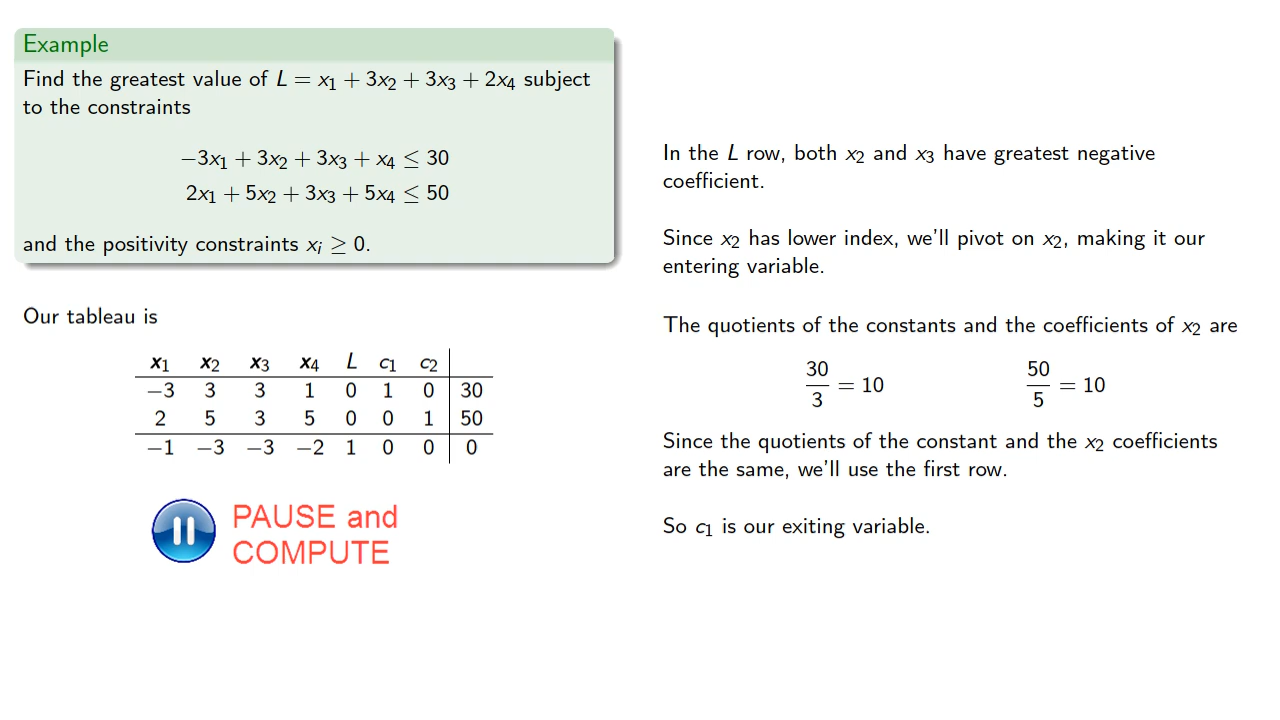 Example
Find the greatest value of L = x₁ + 3x₂ + 3x₃ + 2x₄ subject
to the constraints
−3x₁ + 3x₂ + 3x₃ + x₄ ≤ 30
2x₁ + 5x₂ + 3x₃ + 5x₄ ≤ 50
and the positivity constraints xᵢ ≥ 0.
Our tableau is
x₁ x₂ x₃ x₄ L c₁ c₂
−3 3 3 1 0 1 0 30
2 5 3 5 0 0 1 50
−1 −3 −3 −2 1 0 0 0
PAUSE and
COMPUTE
In the L row, both x₂ and x₃ have greatest negative
coefficient.
Since x₂ has lower index, we'll pivot on x₂, making it our
entering variable.
The quotients of the constants and the coefficients of x₂ are
30/3 = 10 50/5 = 10
Since the quotients of the constant and the x₂ coefficients
are the same, we'll use the first row.
So c₁ is our exiting variable.